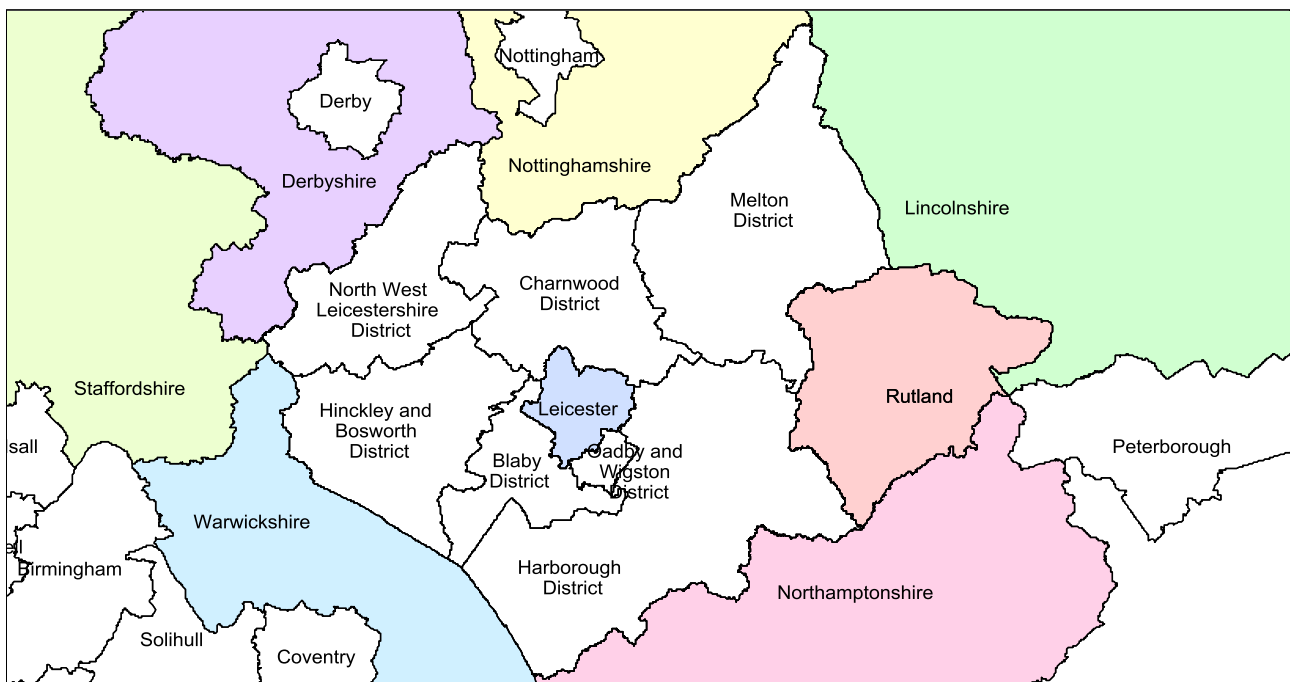 Nottingham
Derby
Nottinghamshire
Derbyshire
Melton
District
Lincolnshire
North West
Leicestershire
District
Charnwood
District
Staffordshire
Rutland
Hinckley and
Bosworth
District
Leicester
sall
Peterborough
Oadby and
Wigston
District
Blaby
District
Warwickshire
ell
Birmingham
Harborough
District
Northamptonshire
Solihull
Coventry